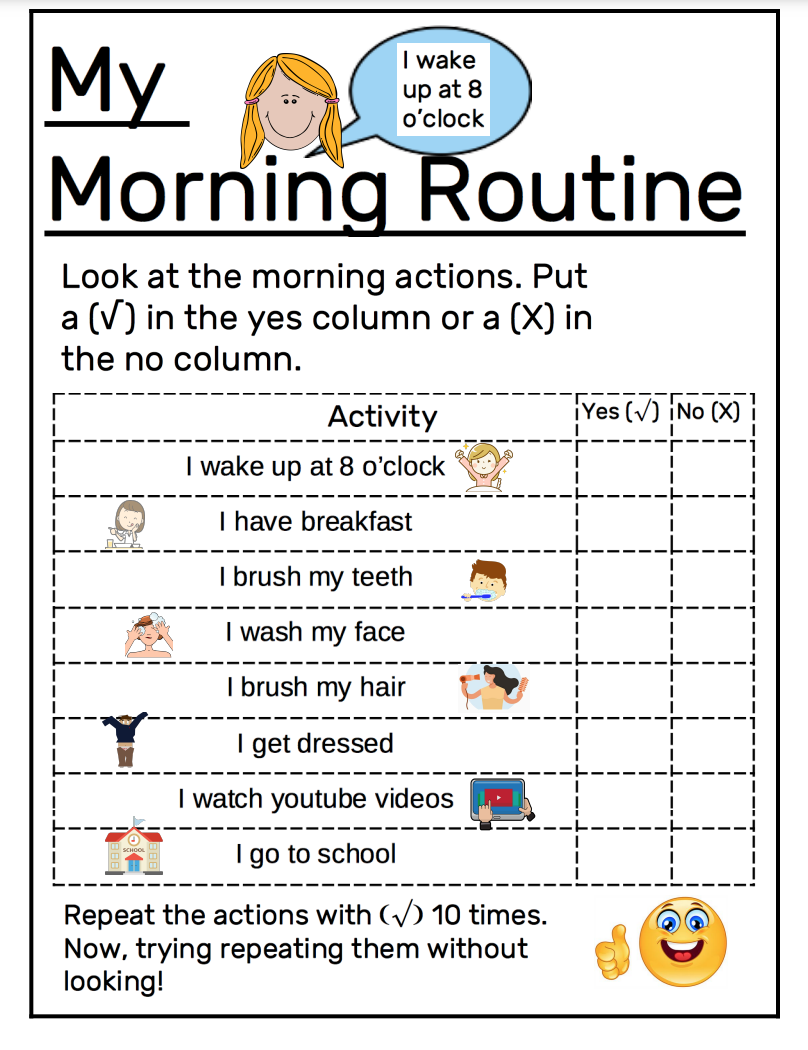 My
I wake
up at 8
o’clock
Morning Routine
Look at the morning actions. Put
a (√) in the yes column or a (X) in
the no column.
Activity Yes (√) No (X)
I wake up at 8 o’clock
I have breakfast
I brush my teeth
I wash my face
I brush my hair
I get dressed
I watch youtube videos
SCHOOL
I go to school
Repeat the actions with (√) 10 times.
Now, trying repeating them without
looking!